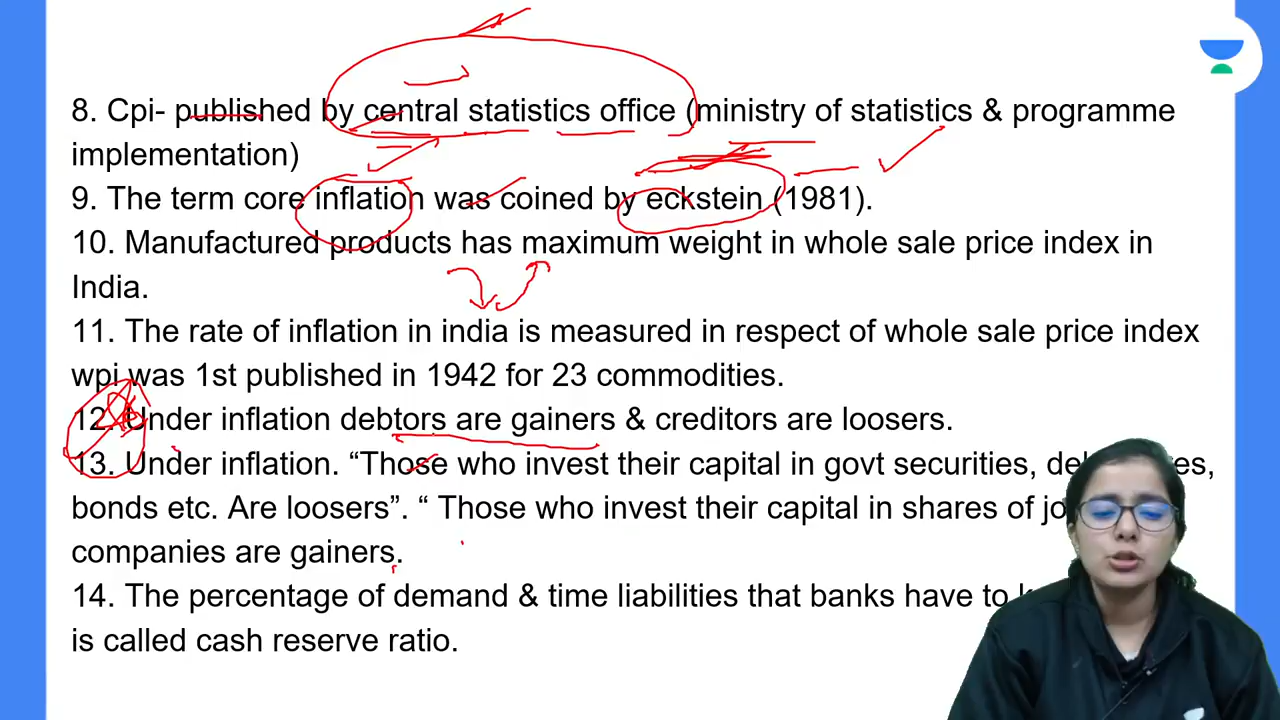 8. Cpi- published by central statistics office (ministry of statistics & programme
implementation)
9. The term core inflation was coined by eckstein (1981).
10. Manufactured products has maximum weight in whole sale price index in
India.
11. The rate of inflation in india is measured in respect of whole sale price index
wpi was 1st published in 1942 for 23 commodities.
12. Under inflation debtors are gainers & creditors are loosers.
13. Under inflation. “Those who invest their capital in govt securities,
bonds etc. Are loosers”. “ Those who invest their capital in shares of
companies are gainers.
14. The percentage of demand & time liabilities that banks have to
is called cash reserve ratio.